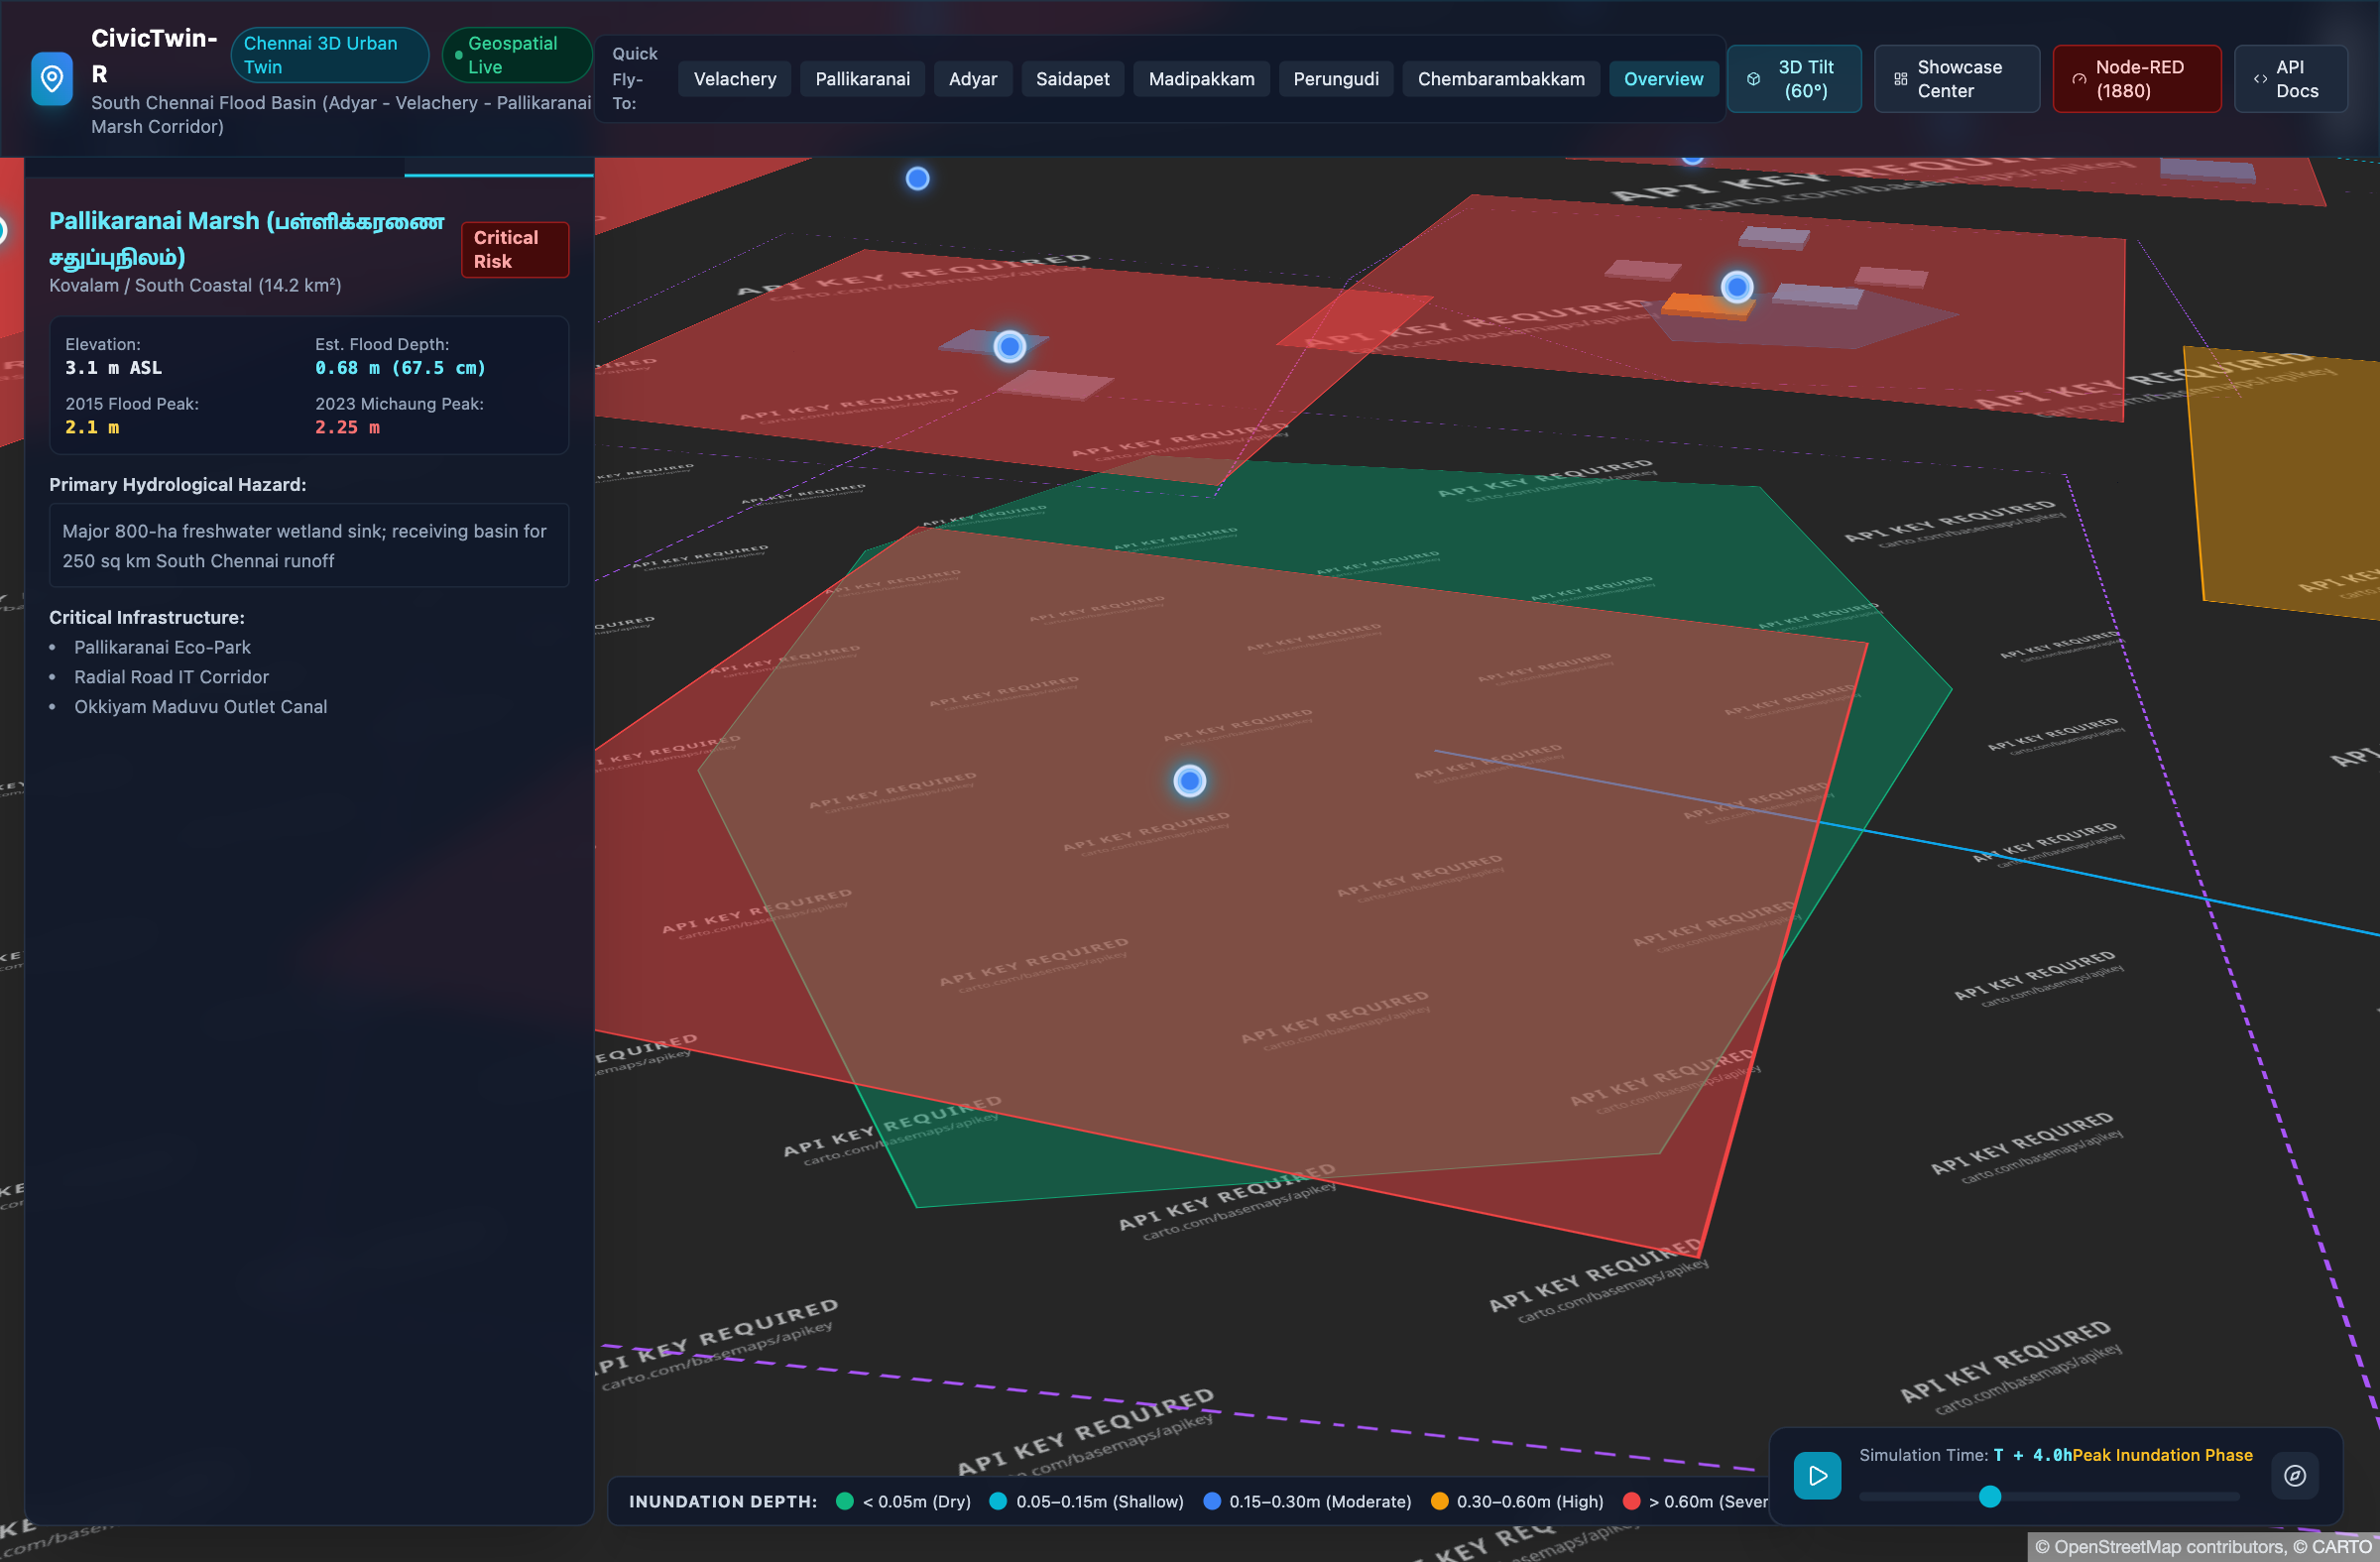 CivicTwin-
R
Chennai 3D Urban
Twin
Geospatial
Live
South Chennai Flood Basin (Adyar - Velachery - Pallikaranai
Marsh Corridor)
Quick
Fly-
To:
Velachery
Pallikaranai
Adyar
Saidapet
Madipakkam
Perungudi
Chembarambakkam
Overview
3D Tilt
(60°)
Showcase
Center
Node-RED
(1880)
API
Docs
Pallikaranai Marsh (பள்ளிக்கரணை
சதுப்புநிலம்)
Critical
Risk
Kovalam / South Coastal (14.2 km²)
Elevation:
3.1 m ASL
Est. Flood Depth:
0.68 m (67.5 cm)
2015 Flood Peak:
2.1 m
2023 Michaung Peak:
2.25 m
Primary Hydrological Hazard:
Major 800-ha freshwater wetland sink; receiving basin for
250 sq km South Chennai runoff
Critical Infrastructure:
• Pallikaranai Eco-Park
• Radial Road IT Corridor
• Okkiyam Maduvu Outlet Canal
API KEY REQUIRED
carto.com/basemaps/apikey
INUNDATION DEPTH:
< 0.05m (Dry)
0.05–0.15m (Shallow)
0.15–0.30m (Moderate)
0.30–0.60m (High)
> 0.60m (Sever
Simulation Time: T + 4.0hPeak Inundation Phase
© OpenStreetMap contributors, © CARTO